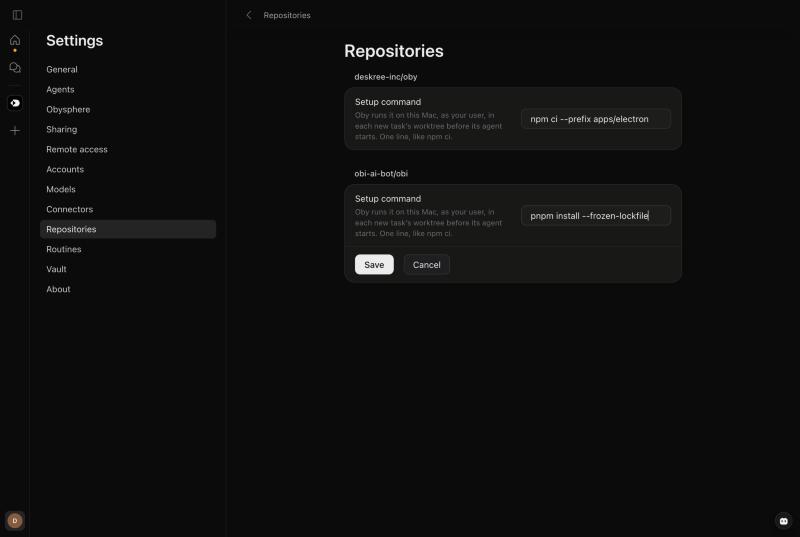 Repositories
Settings
General
Agents
Obysphere
Sharing
Remote access
Accounts
Models
Connectors
Repositories
Routines
Vault
About
Repositories
deskree-inc/oby
Setup command
Oby runs it on this Mac, as your user, in
each new task's worktree before its agent
starts. One line, like npm ci.
npm ci --prefix apps/electron
obi-ai-bot/obi
Setup command
Oby runs it on this Mac, as your user, in
each new task's worktree before its agent
starts. One line, like npm ci.
pnpm install --frozen-lockfile
Save
Cancel
D